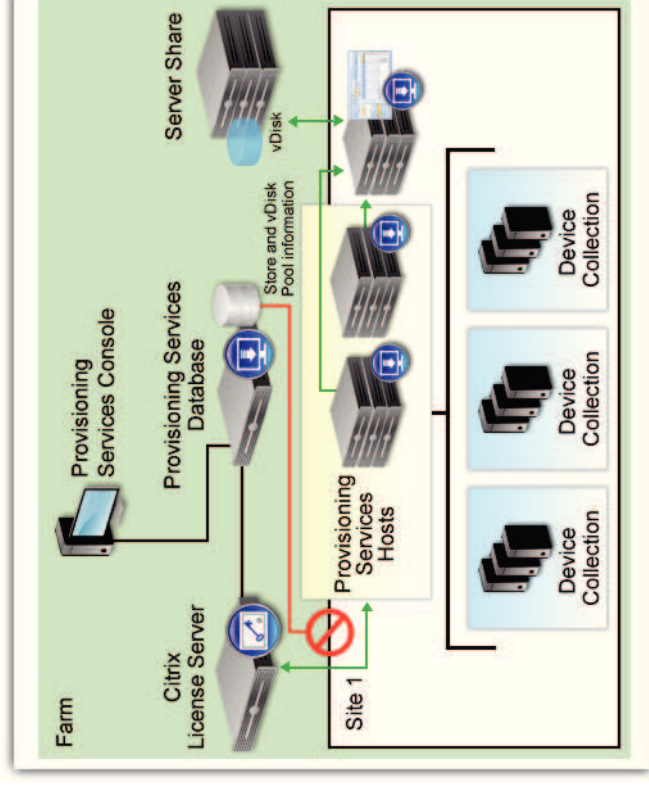 Farm
Provisioning
Services Console
Citrix
License Server
Provisioning Services
Database
Server Share
vDisk
Store and vDisk
Pool information
Site 1
Provisioning
Services
Hosts
Device
Collection
Device
Collection
Device
Collection